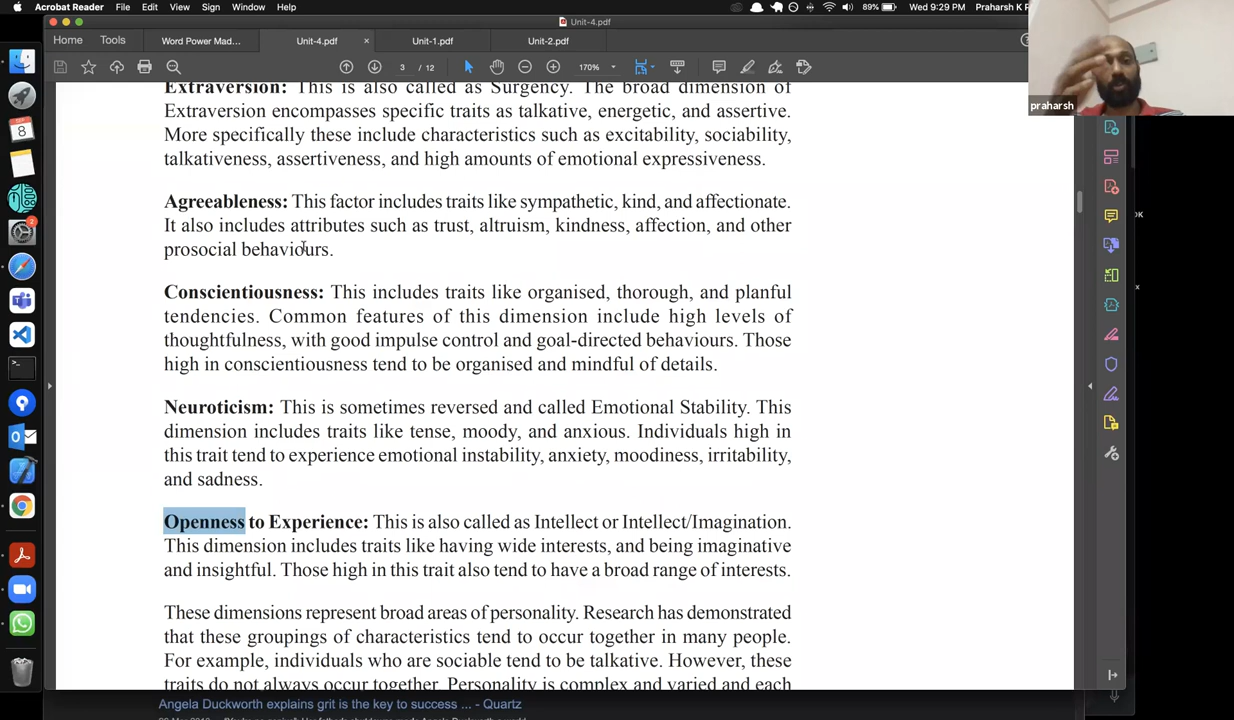 Acrobat Reader File Edit View Sign Window Help 89% Wed 9:29 PM Praharsh K P
Unit-4.pdf
Home Tools Word Power Mad... Unit-4.pdf × Unit-1.pdf Unit-2.pdf
3 / 12 170%
praharsh
8
2
Extraversion: This is also called as Surgency. The broad dimension of
Extraversion encompasses specific traits as talkative, energetic, and assertive.
More specifically these include characteristics such as excitability, sociability,
talkativeness, assertiveness, and high amounts of emotional expressiveness.
Agreeableness: This factor includes traits like sympathetic, kind, and affectionate.
It also includes attributes such as trust, altruism, kindness, affection, and other
prosocial behaviours.
Conscientiousness: This includes traits like organised, thorough, and planful
tendencies. Common features of this dimension include high levels of
thoughtfulness, with good impulse control and goal-directed behaviours. Those
high in conscientiousness tend to be organised and mindful of details.
Neuroticism: This is sometimes reversed and called Emotional Stability. This
dimension includes traits like tense, moody, and anxious. Individuals high in
this trait tend to experience emotional instability, anxiety, moodiness, irritability,
and sadness.
Openness to Experience: This is also called as Intellect or Intellect/Imagination.
This dimension includes traits like having wide interests, and being imaginative
and insightful. Those high in this trait also tend to have a broad range of interests.
These dimensions represent broad areas of personality. Research has demonstrated
that these groupings of characteristics tend to occur together in many people.
For example, individuals who are sociable tend to be talkative. However, these
traits do not always occur together. Personality is complex and varied and each
Angela Duckworth explains grit is the key to success ... - Quartz